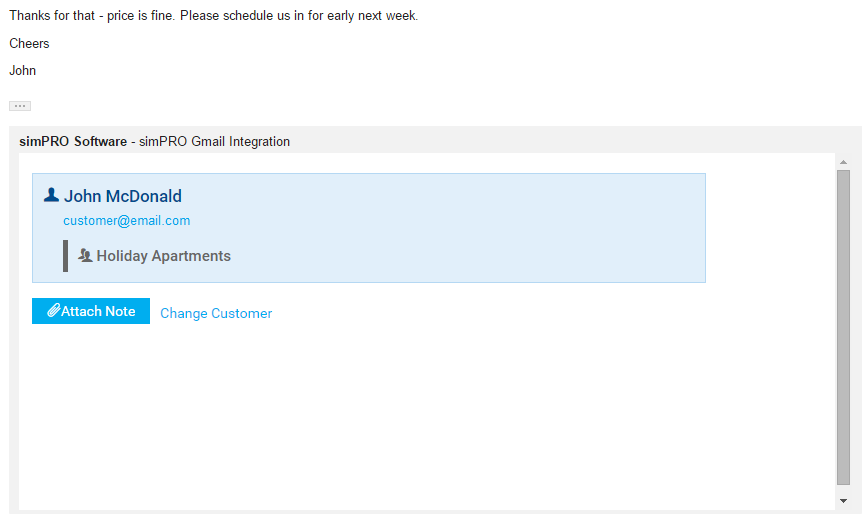 Thanks for that - price is fine. Please schedule us in for early next week.
Cheers
John
simPRO Software - simPRO Gmail Integration
John McDonald
customer@email.com
Holiday Apartments
Attach Note Change Customer